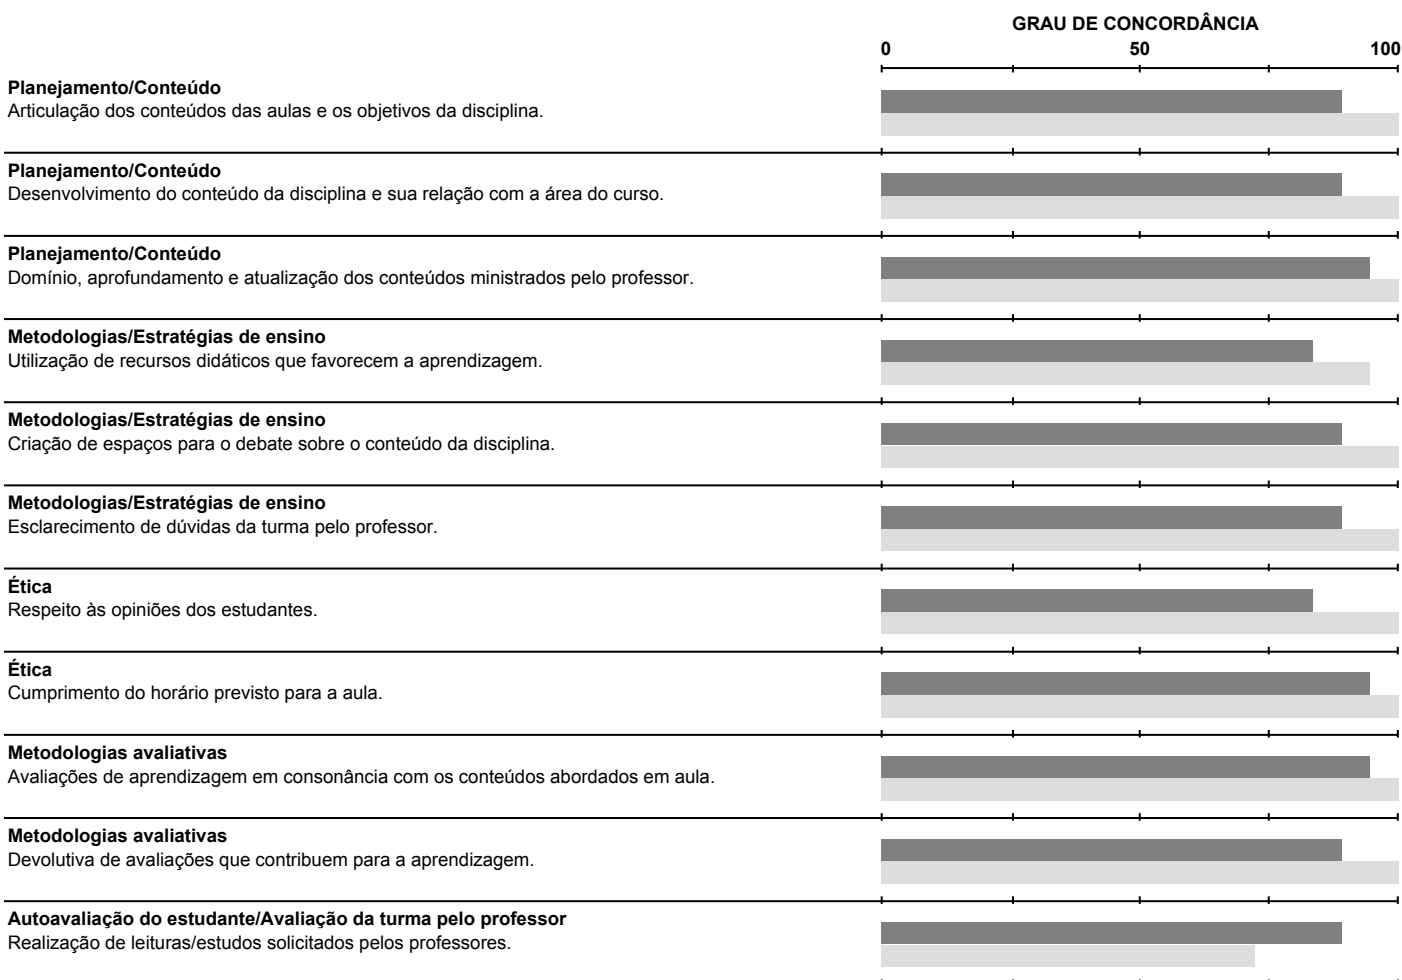 GRAU DE CONCORDÂNCIA
0 50 100
Planejamento/Conteúdo
Articulação dos conteúdos das aulas e os objetivos da disciplina.
Planejamento/Conteúdo
Desenvolvimento do conteúdo da disciplina e sua relação com a área do curso.
Planejamento/Conteúdo
Domínio, aprofundamento e atualização dos conteúdos ministrados pelo professor.
Metodologias/Estratégias de ensino
Utilização de recursos didáticos que favorecem a aprendizagem.
Metodologias/Estratégias de ensino
Criação de espaços para o debate sobre o conteúdo da disciplina.
Metodologias/Estratégias de ensino
Esclarecimento de dúvidas da turma pelo professor.
Ética
Respeito às opiniões dos estudantes.
Ética
Cumprimento do horário previsto para a aula.
Metodologias avaliativas
Avaliações de aprendizagem em consonância com os conteúdos abordados em aula.
Metodologias avaliativas
Devolutiva de avaliações que contribuem para a aprendizagem.
Autoavaliação do estudante/Avaliação da turma pelo professor
Realização de leituras/estudos solicitados pelos professores.